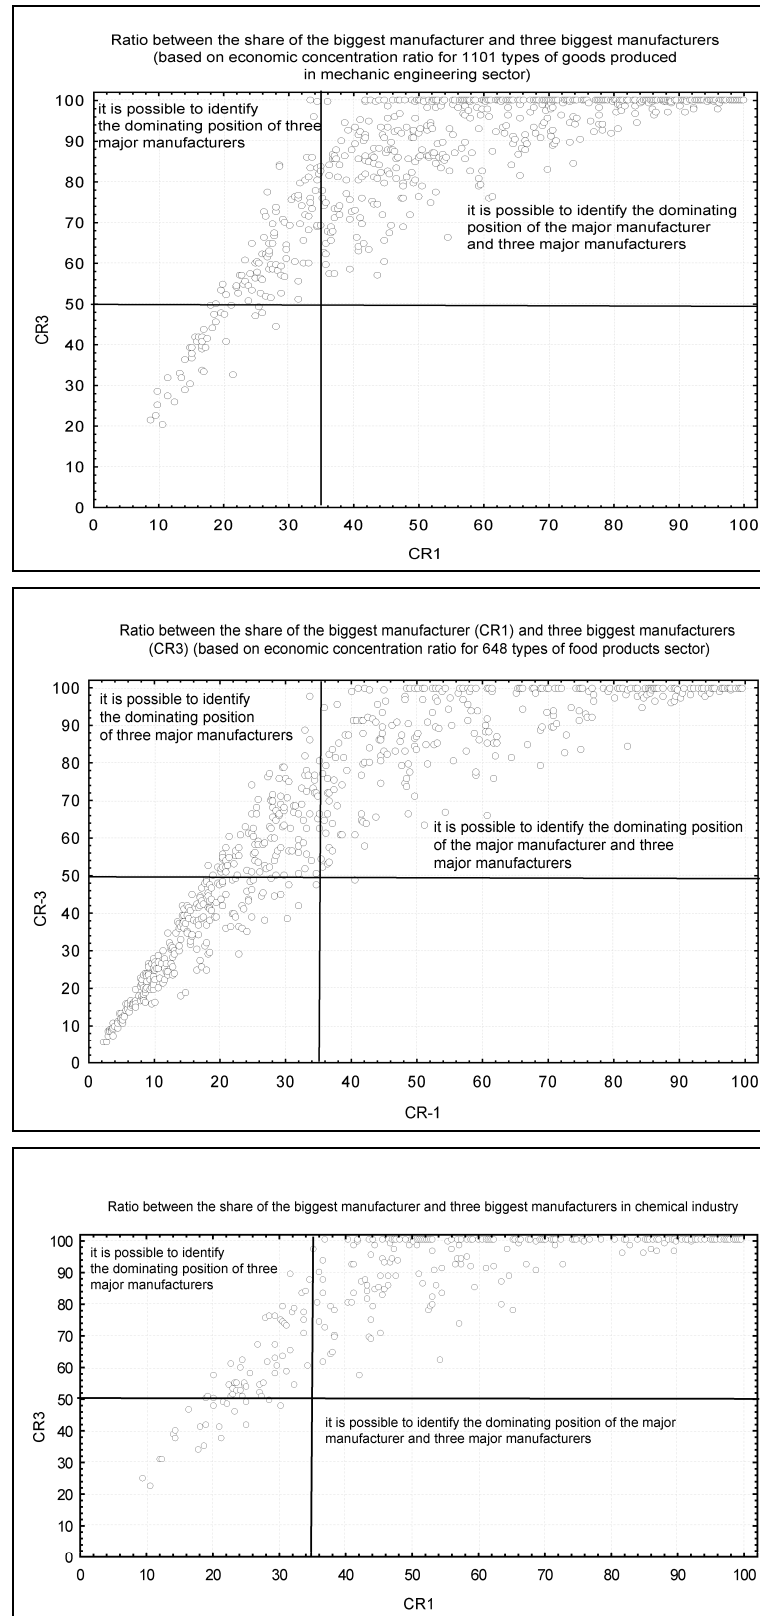 Ratio between the share of the biggest manufacturer and three biggest manufacturers
(based on economic concentration ratio for 1101 types of goods produced
in mechanic engineering sector)
100
it is possible to identify
the dominating position of three
major manufacturers
90
80
it is possible to identify the dominating
position of the major manufacturer
and three major manufacturers
70
60
50
40
30
20
10
0
CR3
0 10 20 30 40 50 60 70 80 90 100
CR1
Ratio between the share of the biggest manufacturer (CR1) and three biggest manufacturers
(CR3) (based on economic concentration ratio for 648 types of food products sector)
100
it is possible to identify
the dominating position
of three major manufacturers
90
80
70
60
it is possible to identify the dominating position
of the major manufacturer and three
major manufacturers
50
40
30
20
10
0
CR-3
0 10 20 30 40 50 60 70 80 90 100
CR-1
Ratio between the share of the biggest manufacturer and three biggest manufacturers in chemical industry
100
it is possible to identify
the dominating position of three
major manufacturers
90
80
70
60
50
it is possible to identify the dominating position of the major
manufacturer and three major manufacturers
40
30
20
10
0
CR3
0 10 20 30 40 50 60 70 80 90 100
CR1